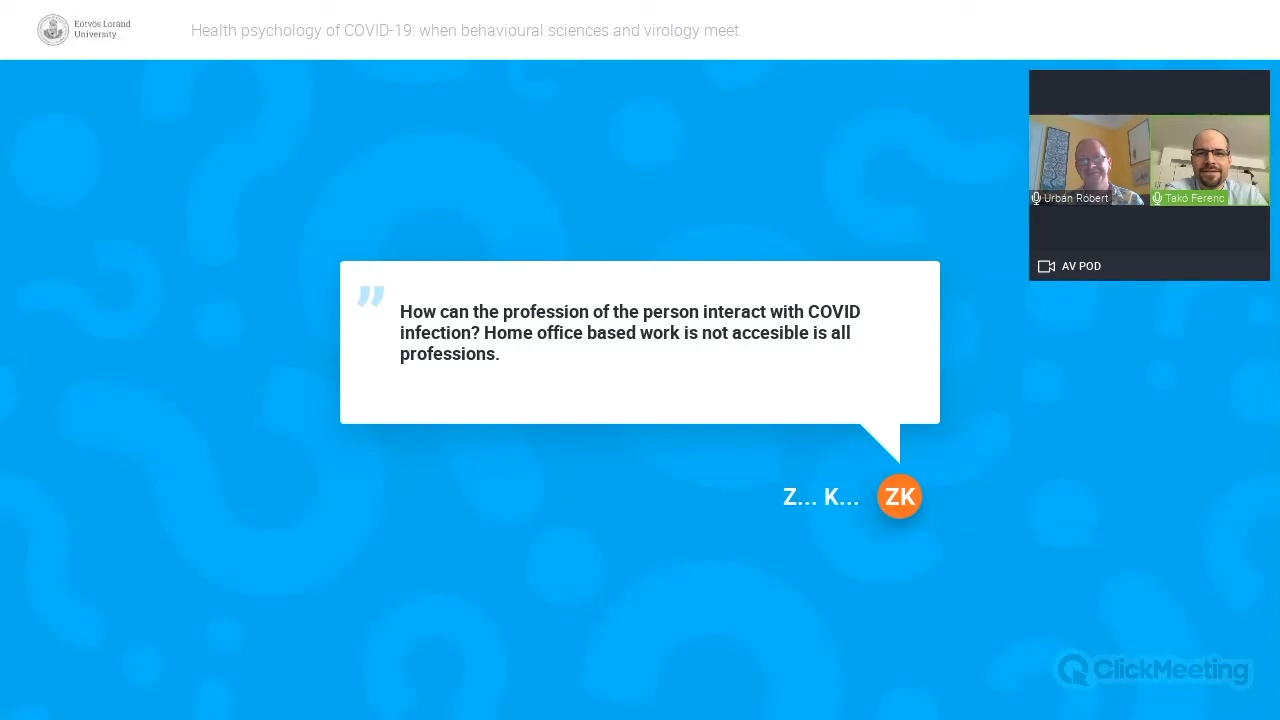 Eötvös Loránd
University
Health psychology of COVID-19: when behavioural sciences and virology meet
Urbán Róbert
Takó Ferenc
AV POD
"
How can the profession of the person interact with COVID
infection? Home office based work is not accesible is all
professions.
Z... K...
ZK
ClickMeeting